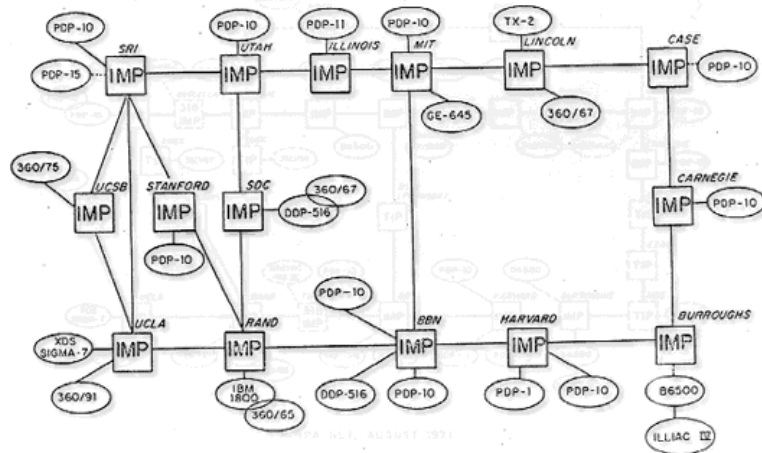 PDP-10
PDP-11
PDP-10
TX-2
PDP-10
SRI
UTAH
ILLINOIS
MIT
LINCOLN
CASE
PDP-15
IMP
IMP
IMP
IMP
IMP
IMP
PDP-10
GE-645
360/67
360/75
UCSB
STANFORD
SDC
360/67
CARNEGIE
IMP
IMP
IMP
DDP-516
IMP
PDP-10
PDP-10
PDP-10
UCLA
RAND
BBN
HARVARD
BURROUGHS
XDS
SIGMA-7
IMP
IMP
IMP
IMP
IMP
360/91
IBM
1800
360/65
DDP-516
PDP-10
PDP-1
PDP-10
B6500
ILLIAC IV